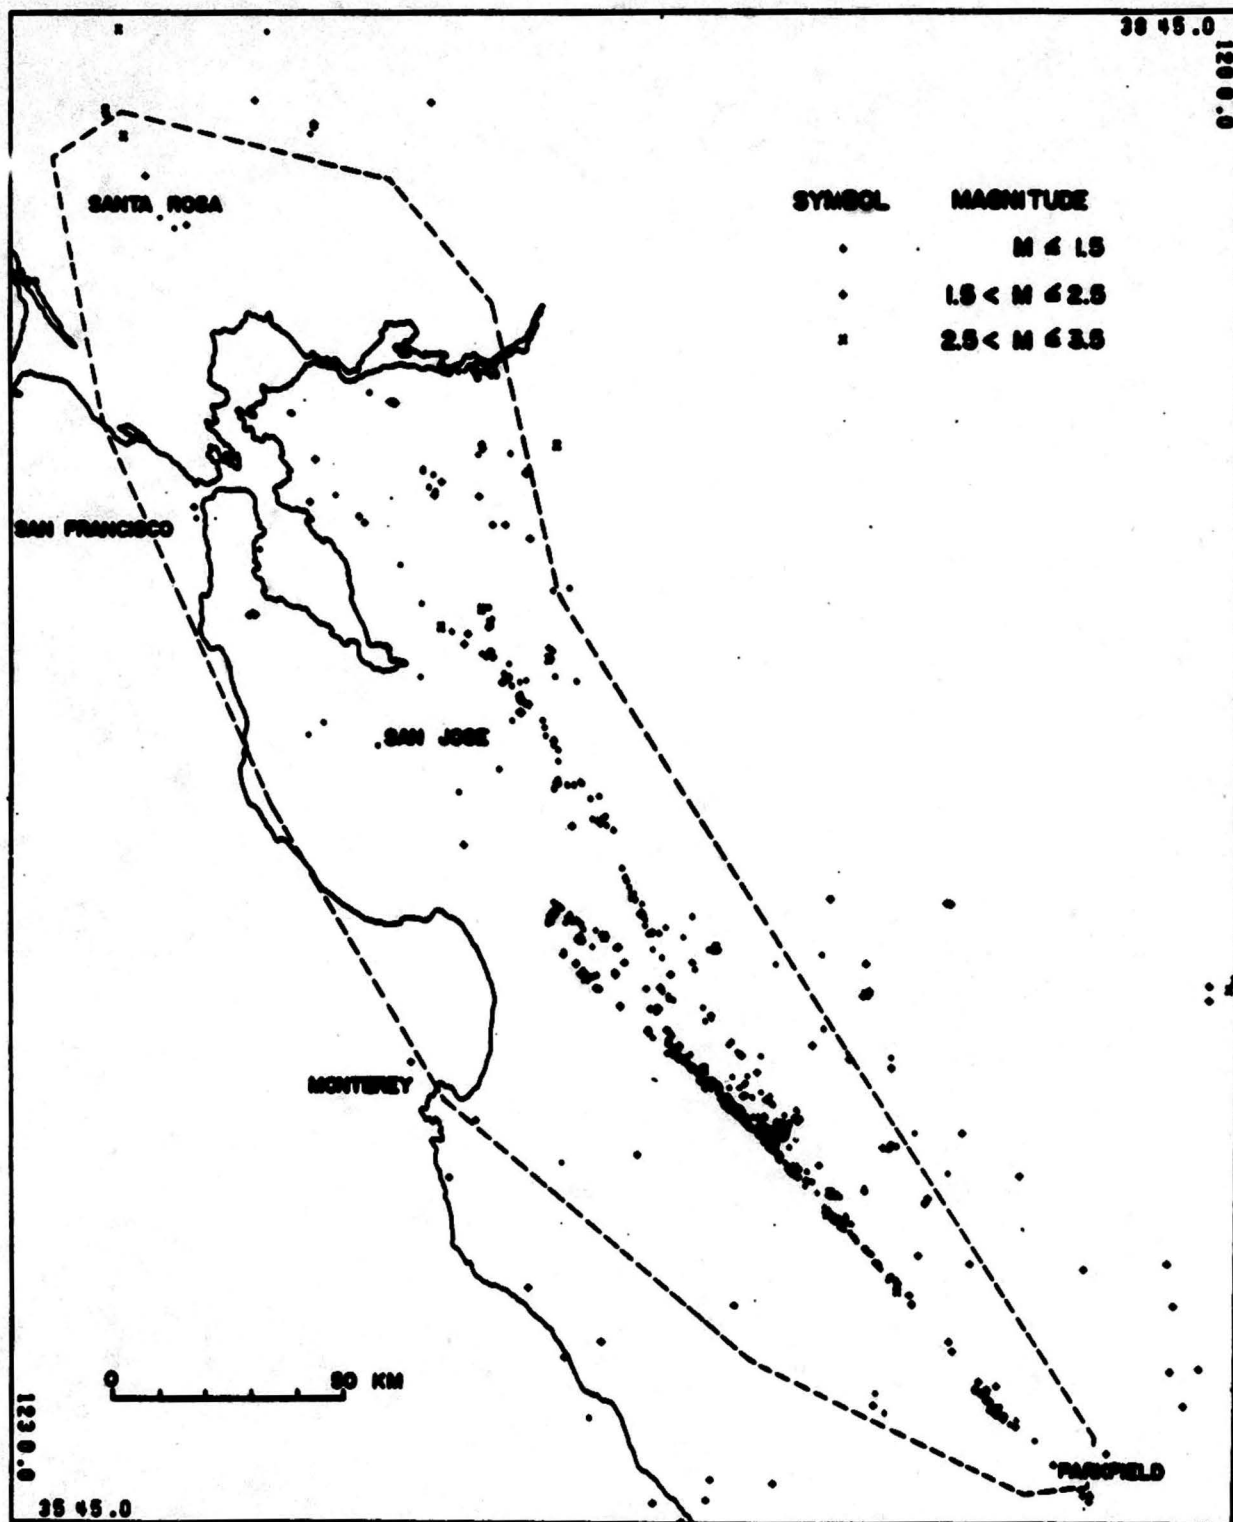 38 45.0
120 0.0
SYMBOL MAGNITUDE
M ≤ 1.5
1.5 < M ≤ 2.5
2.5 < M ≤ 3.5
SANTA ROSA
SAN FRANCISCO
SAN JOSE
MONTEREY
0 50 KM
PARKFIELD
123 0.0
35 45.0